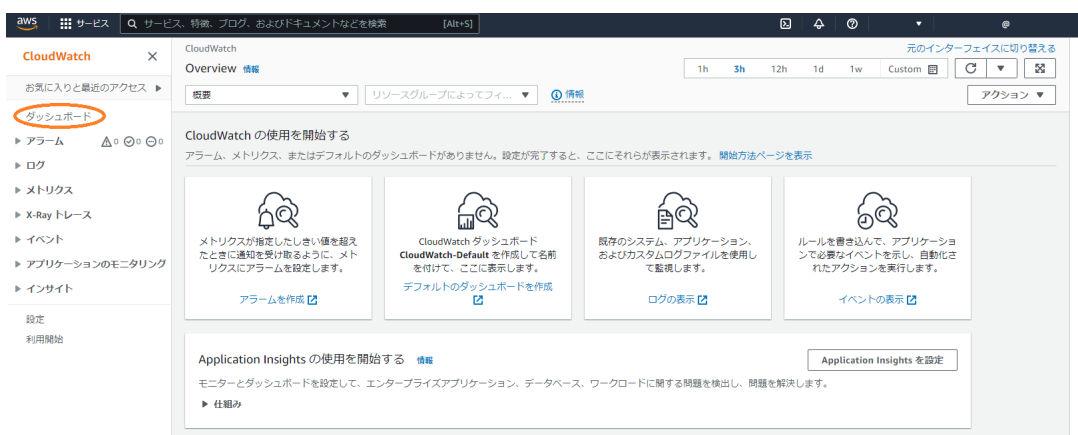 aws
サービス
サービス、特徴、ブログ、およびドキュメントなどを検索
[Alt+S]
@
CloudWatch
お気に入りと最近のアクセス
ダッシュボード
アラーム 0 0 0
ログ
メトリクス
X-Ray トレース
イベント
アプリケーションのモニタリング
インサイト
設定
利用開始
CloudWatch
元のインターフェイスに切り替える
Overview 情報
1h 3h 12h 1d 1w Custom
概要
リソースグループによってフィ...
情報
アクション
CloudWatch の使用を開始する
アラーム、メトリクス、またはデフォルトのダッシュボードがありません。設定が完了すると、ここにそれらが表示されます。 開始方法ページを表示
メトリクスが指定したしきい値を超え
たときに通知を受け取るように、メト
リクスにアラームを設定します。
アラームを作成
CloudWatch ダッシュボード
CloudWatch-Default を作成して名前
を付けて、ここに表示します。
デフォルトのダッシュボードを作成
既存のシステム、アプリケーション、
およびカスタムログファイルを使用し
て監視します。
ログの表示
ルールを書き込んで、アプリケーショ
ンで必要なイベントを示し、自動化さ
れたアクションを実行します。
イベントの表示
Application Insights の使用を開始する 情報
Application Insights を設定
モニターとダッシュボードを設定して、エンタープライズアプリケーション、データベース、ワークロードに関する問題を検出し、問題を解決します。
仕組み